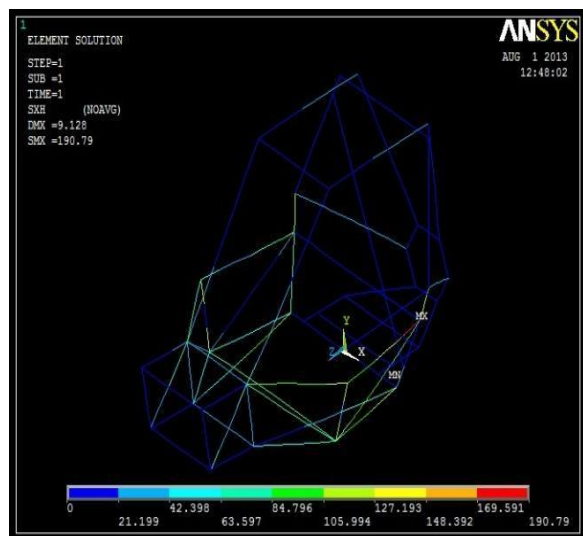 1
ANSYS
ELEMENT SOLUTION
AUG 1 2013
12:48:02
STEP=1
SUB =1
TIME=1
SXH (NOAVG)
DMX =9.128
SMX =190.79
MX
Y
Z X
MN
0 42.398 84.796 127.193 169.591
21.199 63.597 105.994 148.392 190.79